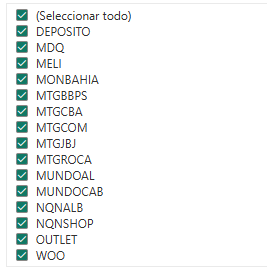 (Seleccionar todo)
DEPOSITO
MDQ
MELI
MONBAHIA
MTGBBPS
MTGCBA
MTGCOM
MTGJBJ
MTGROCA
MUNDOAL
MUNDOCAB
NQNALB
NQNSHOP
OUTLET
WOO